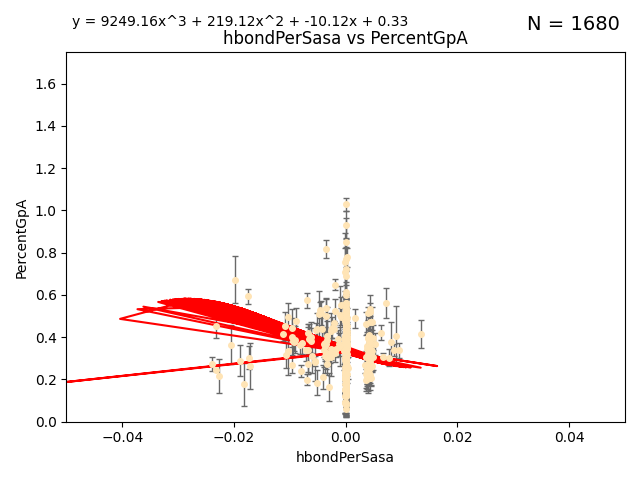 y = 9249.16x^3 + 219.12x^2 + -10.12x + 0.33
N = 1680
hbondPerSasa vs PercentGpA
PercentGpA
1.6
1.4
1.2
1.0
0.8
0.6
0.4
0.2
0.0
−0.04 −0.02 0.00 0.02 0.04
hbondPerSasa